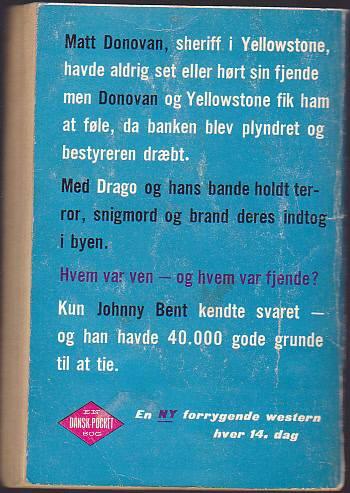 Matt Donovan, sheriff i Yellowstone,
havde aldrig set eller hørt sin fjende
men Donovan og Yellowstone fik ham
at føle, da banken blev plyndret og
bestyreren dræbt.
Med Drago og hans bande holdt ter-
ror, snigmord og brand deres indtog
i byen.
Hvem var ven — og hvem var fjende?
Kun Johnny Bent kendte svaret —
og han havde 40.000 gode grunde
til at tie.
EN
DANSK POCKET
BOG
En NY forrygende western
hver 14. dag